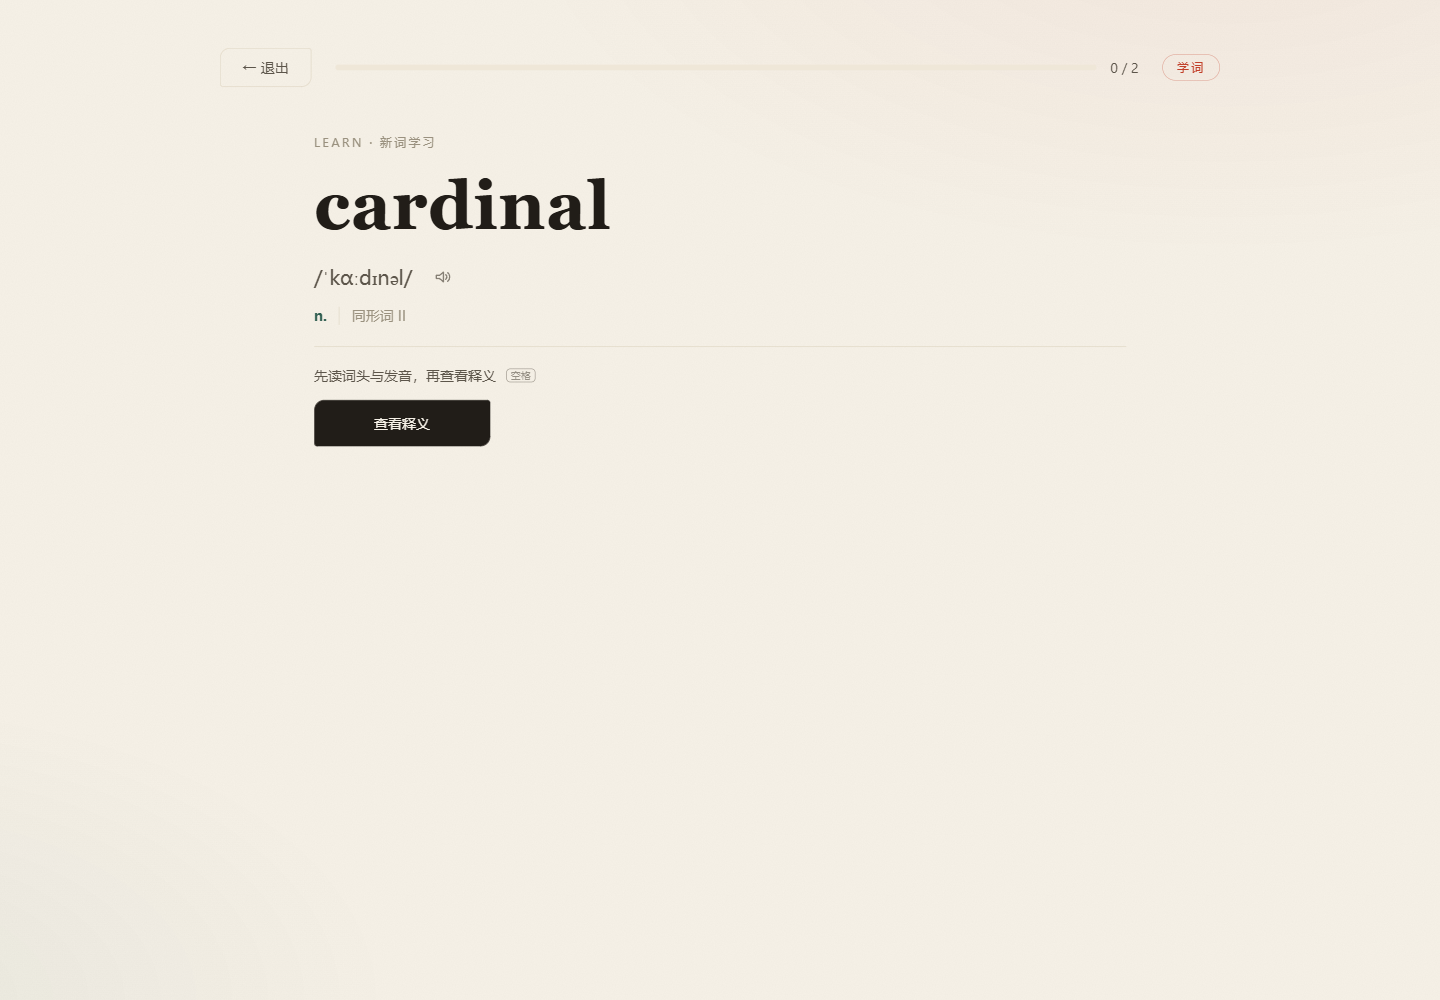 ← 退出
0 / 2
学词
LEARN · 新词学习
cardinal
/ˈkɑːdɪnəl/
n. 同形词 II
先读词头与发音，再查看释义 空格
查看释义